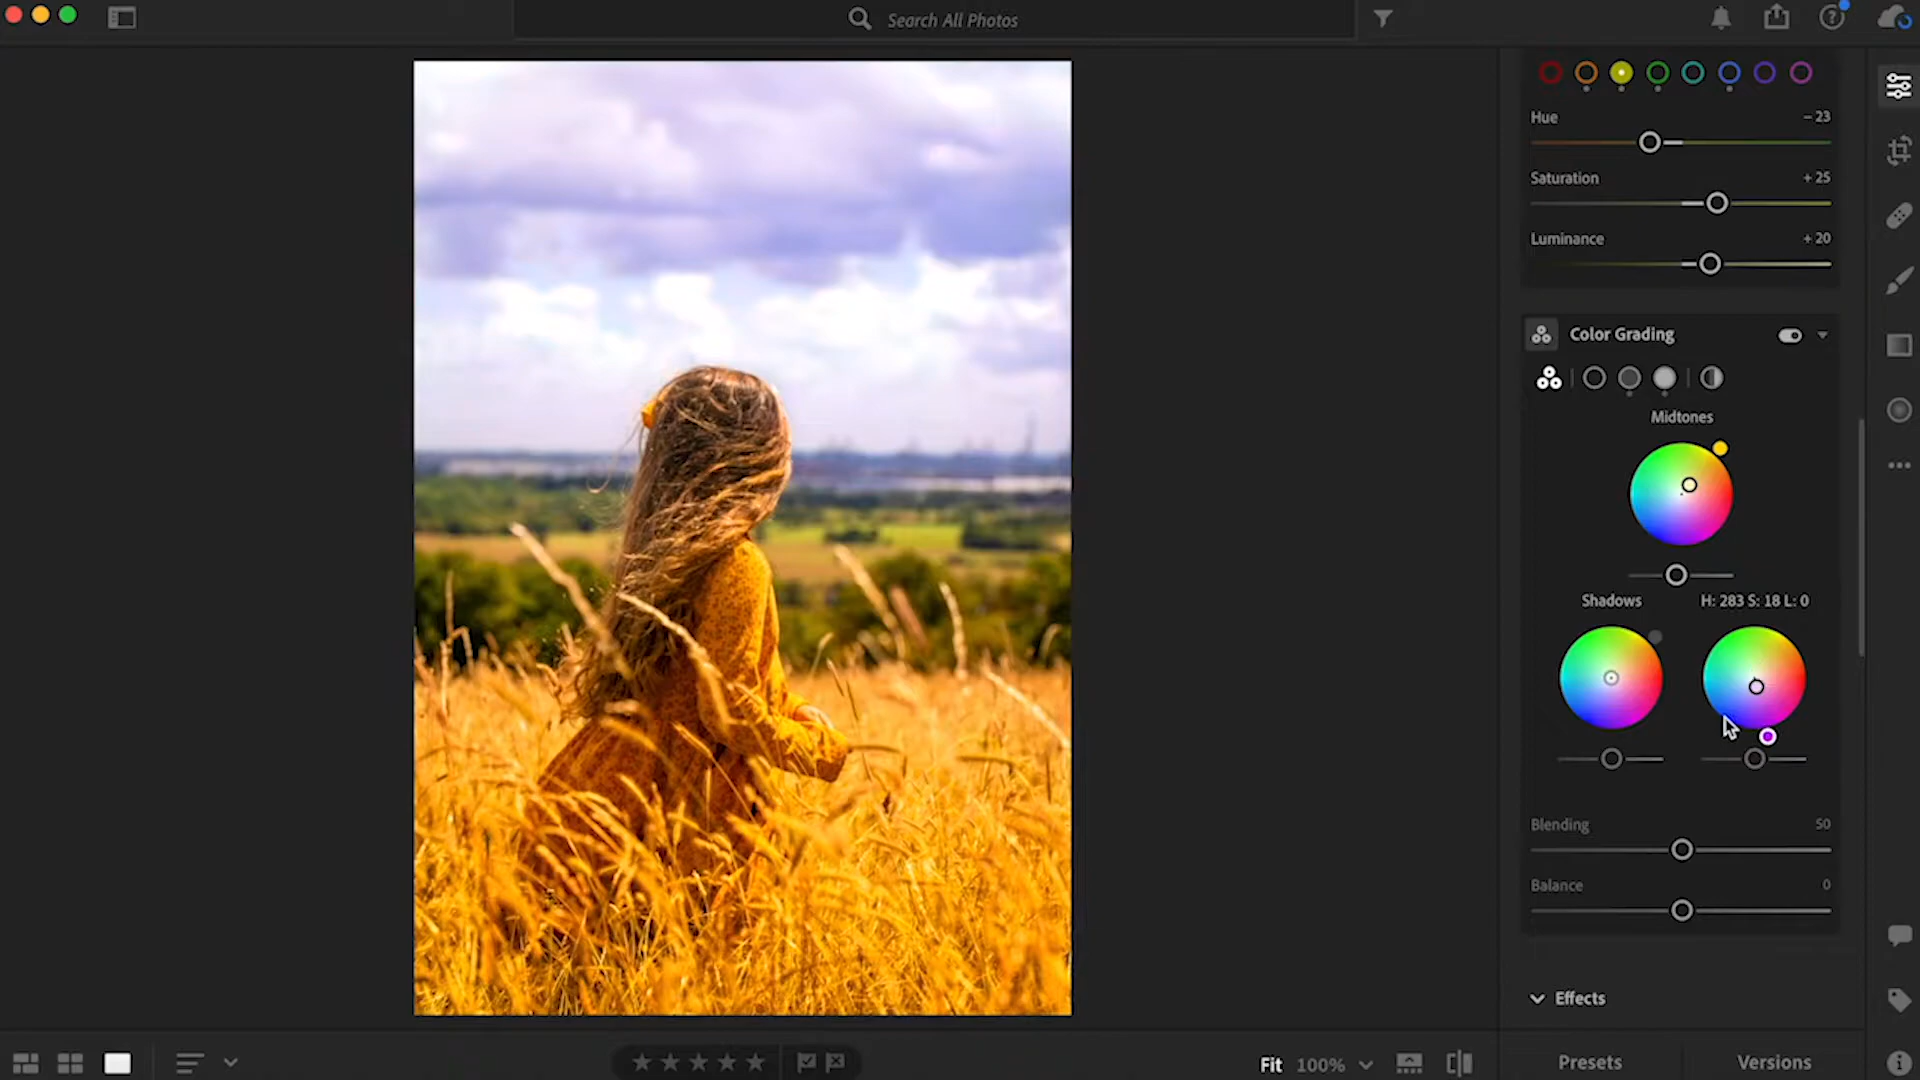 Search All Photos
Hue
− 23
Saturation
+ 25
Luminance
+ 20
Color Grading
Midtones
Shadows
H: 283 S: 18 L: 0
Blending
50
Balance
0
Effects
Fit 100%
Presets
Versions